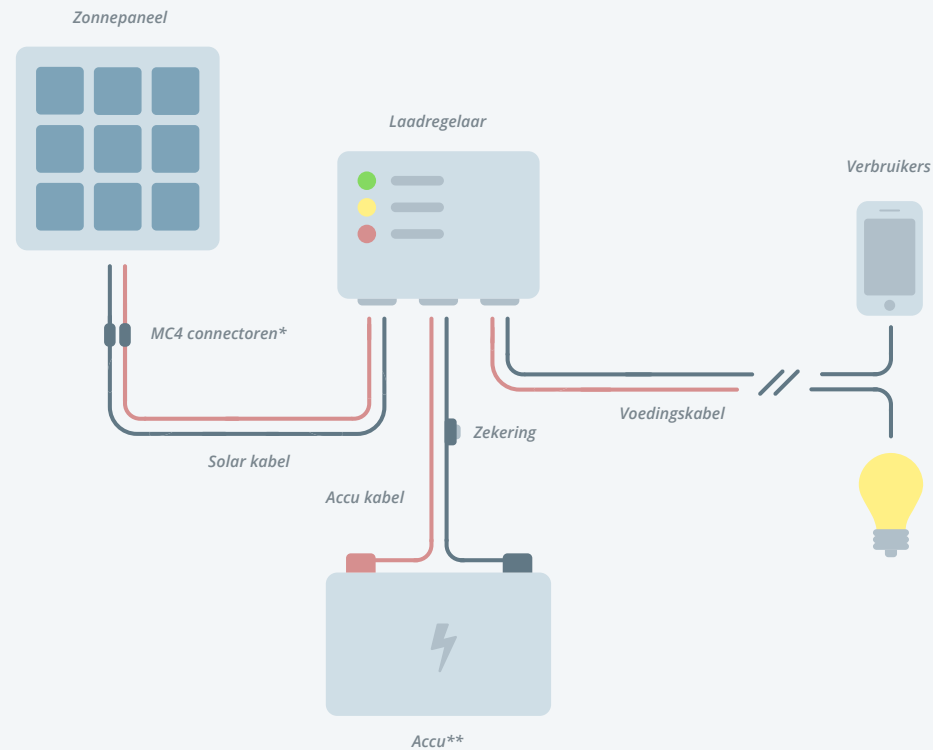 Zonnepaneel
Laadregelaar
Verbruikers
MC4 connectoren*
Voedingskabel
Zekering
Solar kabel
Accu kabel
Accu**